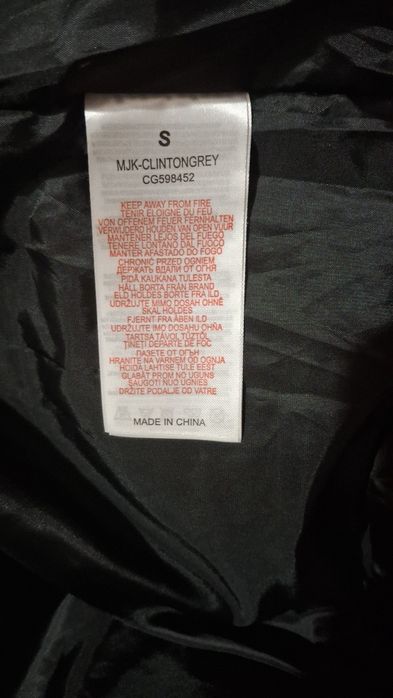 S
MJK-CLINTONGREY
CG598452
KEEP AWAY FROM FIRE
TENIR ELOIGNE DU FEU
VON OFFENEM FEUER FERNHALTEN
VERWIJDERD HOUDEN VAN OPEN VUUR
MANTENER LEJOS DEL FUEGO
TENERE LONTANO DAL FUOCO
MANTER AFASTADO DO FOGO
CHRONIĆ PRZED OGNIEM
ДЕРЖАТЬ ВДАЛИ ОТ ОГНЯ
PIDÄ KAUKANA TULESTA
HÅLL BORTA FRÅN BRAND
ELD HOLDES BORTE FRA ILD
UDRŽUJTE MIMO DOSAH OHNĚ
SKAL HOLDES
FJERNT FRA ÅBEN ILD
UDRŽUJTE IMO DOSAHU OHŇA
TARTSA TÁVOL TŰZTŐL
ȚINEȚI DEPARTE DE FOC
ПАЗЕТЕ ОТ ОГЪН
HRANITE NA VARNEM OD OGNJA
HOIDA LAHTISE TULE EEST
GLABĀT PROM NO UGUNS
SAUGOTI NUO UGNIES
DRŽITE PODALJE OD VATRE
MADE IN CHINA